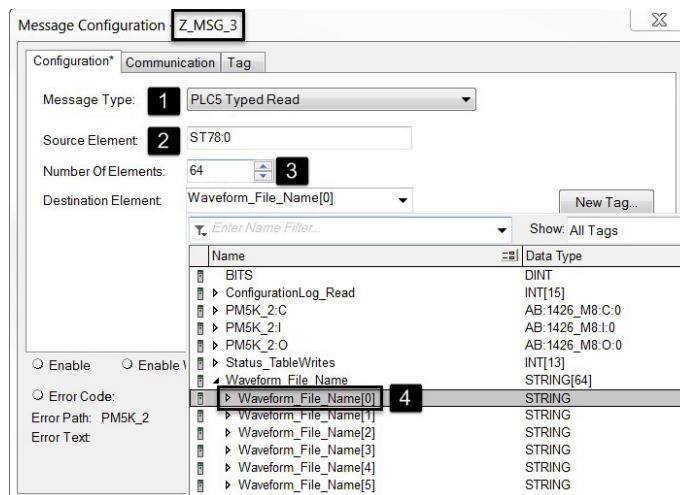 Message Configuration - Z_MSG_3
Configuration* Communication Tag
Message Type: 1 PLC5 Typed Read
Source Element: 2 ST78:0
Number Of Elements: 64 3
Destination Element: Waveform_File_Name[0] New Tag...
Enter Name Filter... Show: All Tags
Name Data Type
BITS DINT
ConfigurationLog_Read INT[15]
PM5K_2:C AB:1426_M8:C:0
PM5K_2:I AB:1426_M8:I:0
PM5K_2:O AB:1426_M8:O:0
Enable Enable Status_TableWrites INT[13]
Waveform_File_Name STRING[64]
Error Code: Waveform_File_Name[0] 4 STRING
Error Path: PM5K_2 Waveform_File_Name[1] STRING
Error Text: Waveform_File_Name[2] STRING
Waveform_File_Name[3] STRING
Waveform_File_Name[4] STRING
Waveform_File_Name[5] STRING